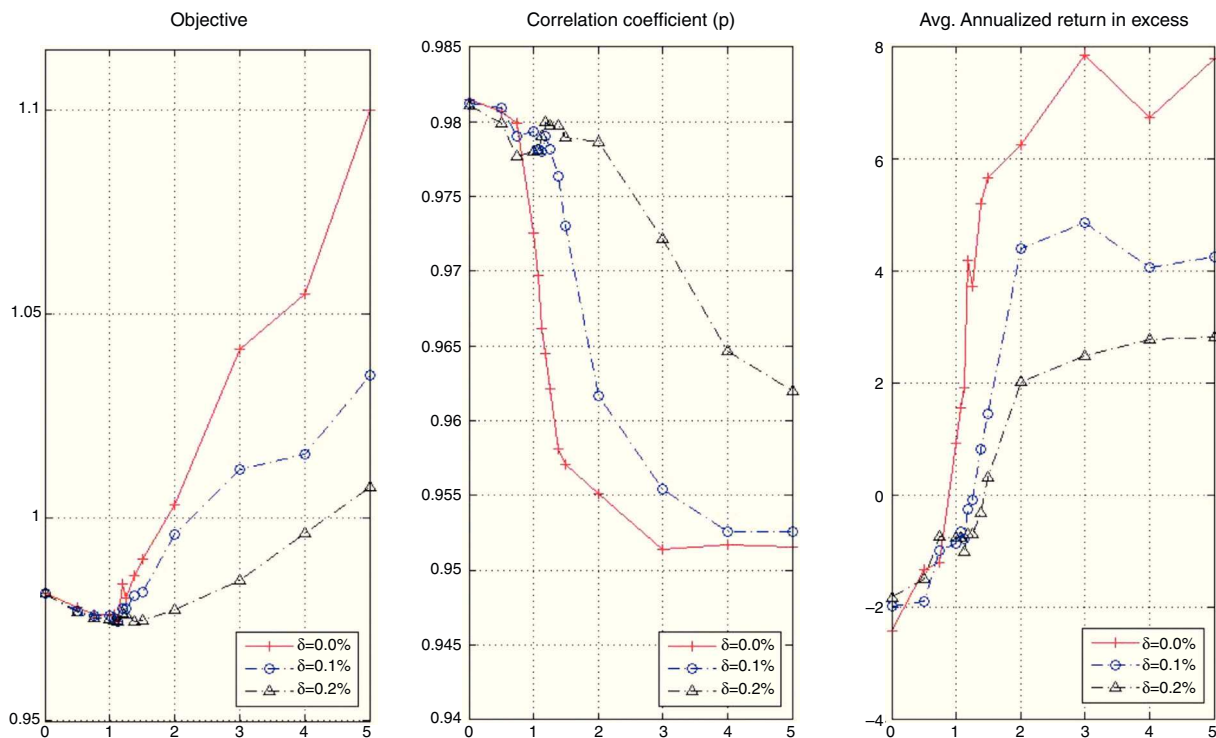 Objective
1.1
1.05
1
0.95
0 1 2 3 4 5
δ=0.0%
δ=0.1%
δ=0.2%
Correlation coefficient (p)
0.985
0.98
0.975
0.97
0.965
0.96
0.955
0.95
0.945
0.94
0 1 2 3 4 5
δ=0.0%
δ=0.1%
δ=0.2%
Avg. Annualized return in excess
8
6
4
2
0
−2
−4
0 1 2 3 4 5
δ=0.0%
δ=0.1%
δ=0.2%